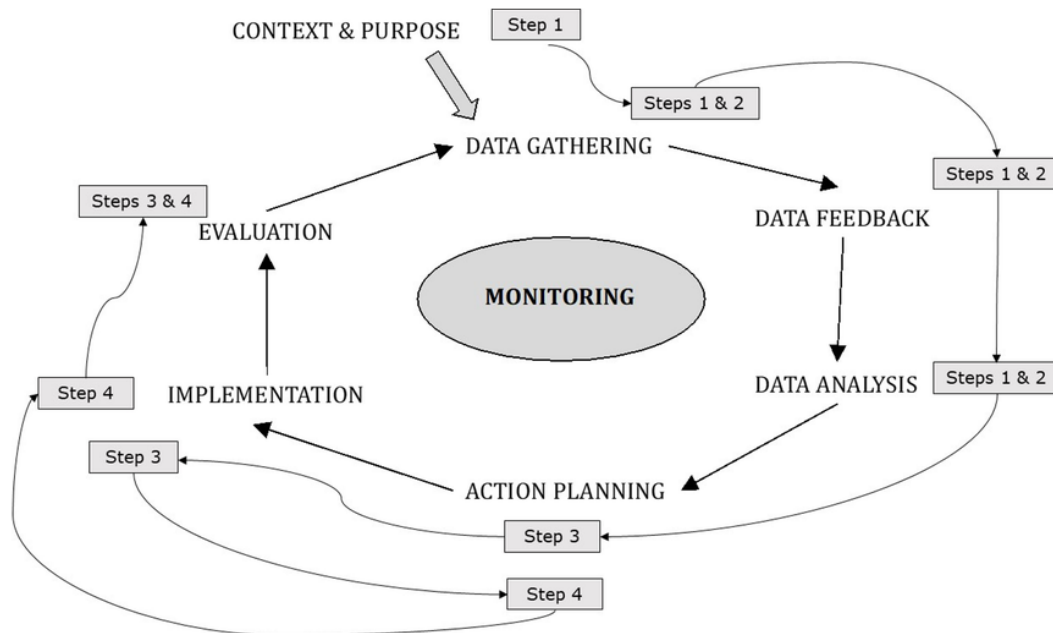 Step 1
CONTEXT & PURPOSE
Steps 1 & 2
DATA GATHERING
Steps 1 & 2
Steps 3 & 4
DATA FEEDBACK
EVALUATION
MONITORING
Steps 1 & 2
DATA ANALYSIS
IMPLEMENTATION
Step 4
Step 3
ACTION PLANNING
Step 3
Step 4